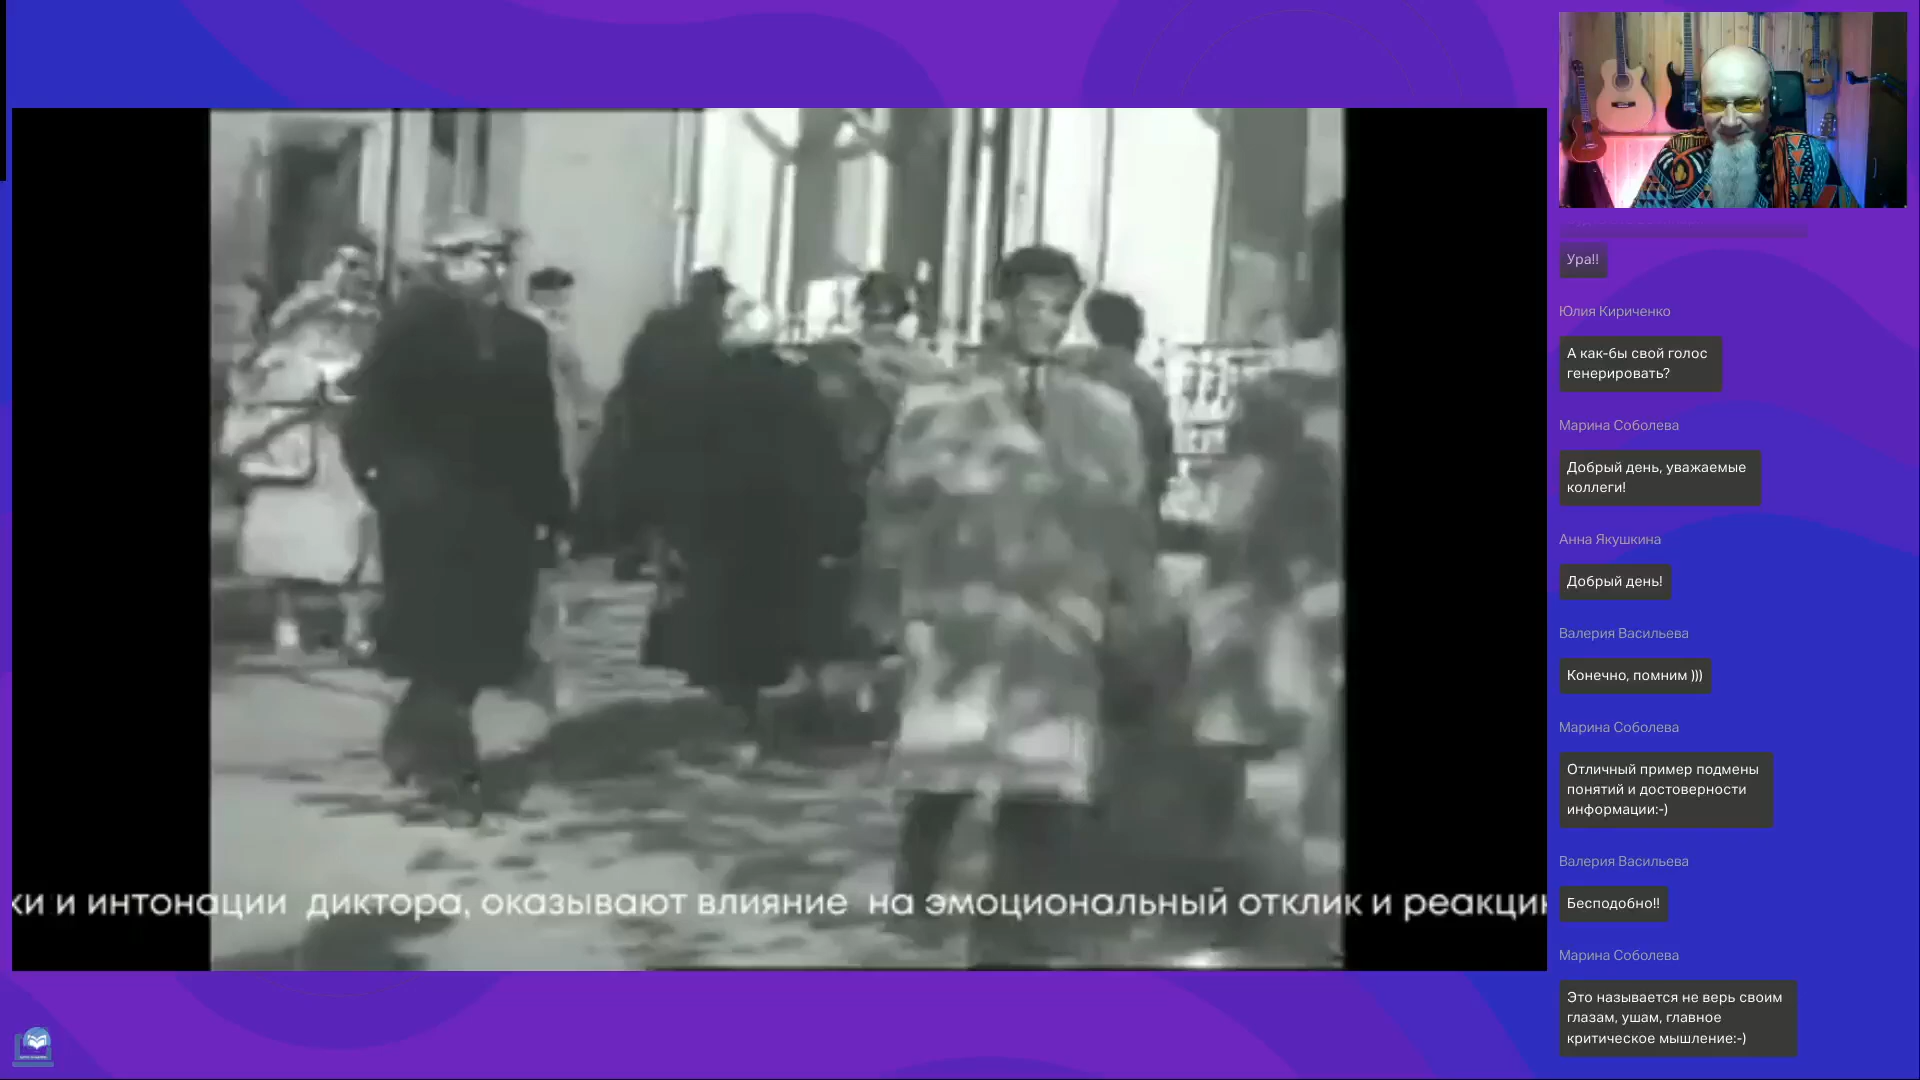 ки и интонации диктора, оказывают влияние на эмоциональный отклик и реакци
Ура!!
Юлия Кириченко
А как-бы свой голос
генерировать?
Марина Соболева
Добрый день, уважаемые
коллеги!
Анна Якушкина
Добрый день!
Валерия Васильева
Конечно, помним )))
Марина Соболева
Отличный пример подмены
понятий и достоверности
информации:-)
Валерия Васильева
Бесподобно!!
Марина Соболева
Это называется не верь своим
глазам, ушам, главное
критическое мышление:-)